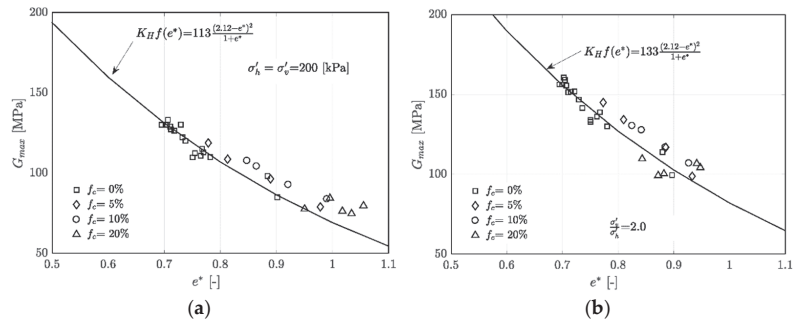 (a)
200
150
100
50
G_max [MPa]
K_H f(e*)=113 (2.12−e*)²/1+e*
σ′_h = σ′_v=200 [kPa]
f_c= 0%
f_c= 5%
f_c= 10%
f_c= 20%
0.5 0.6 0.7 0.8 0.9 1 1.1
e* [-]
(a)
(b)
200
150
100
50
G_max [MPa]
K_H f(e*)=133 (2.12−e*)²/1+e*
f_c= 0%
f_c= 5%
f_c= 10%
f_c= 20%
σ′_v/σ′_h=2.0
0.5 0.6 0.7 0.8 0.9 1 1.1
e* [-]
(b)